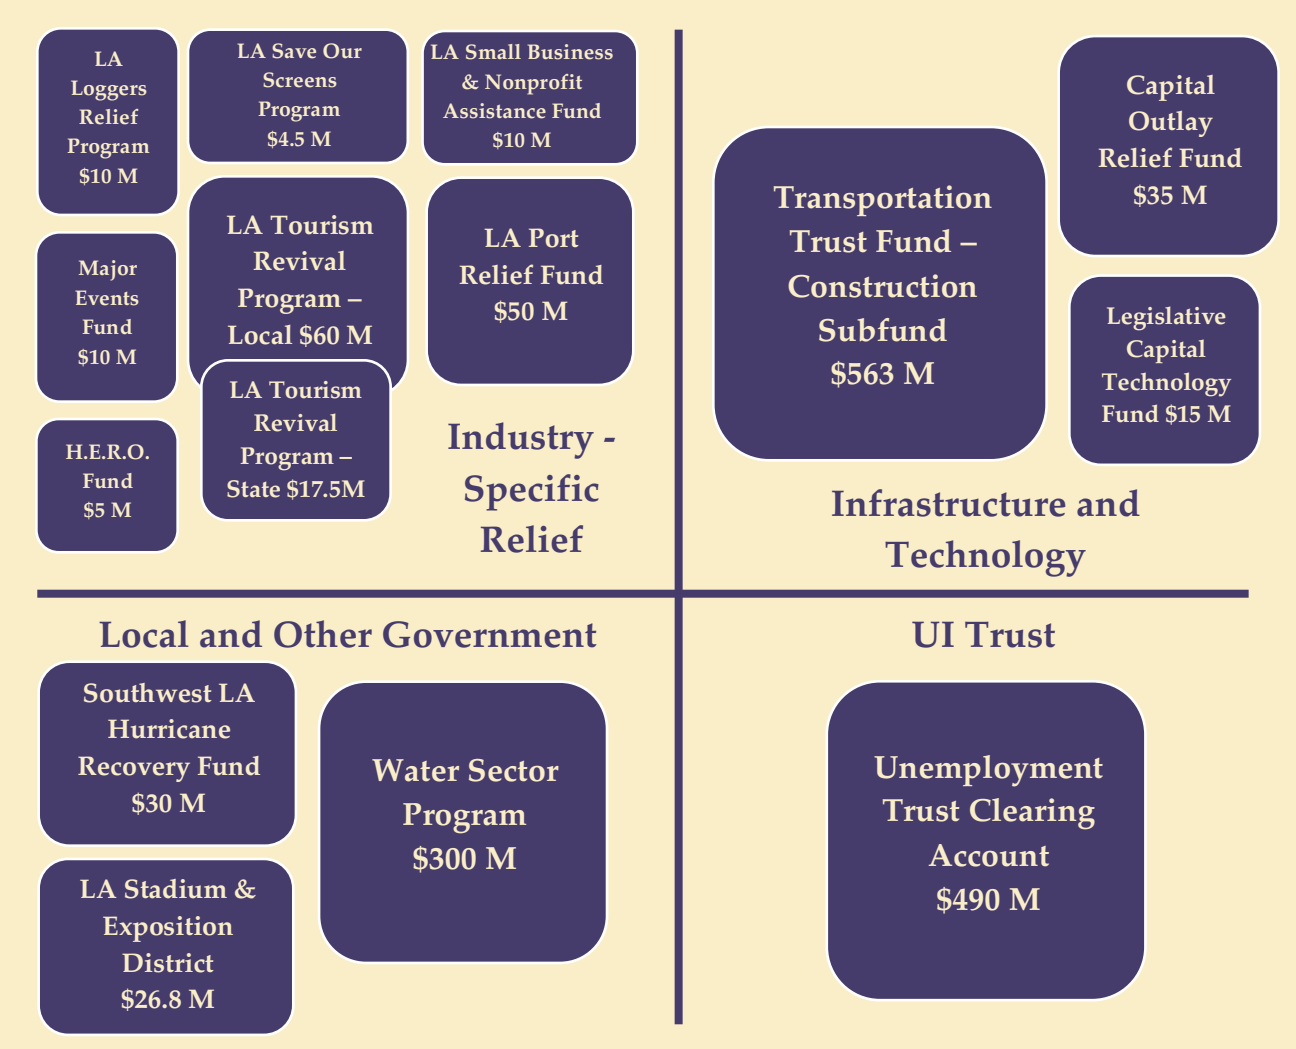 LA
Loggers
Relief
Program
$10 M
LA Save Our
Screens
Program
$4.5 M
LA Small Business
& Nonprofit
Assistance Fund
$10 M
Major
Events
Fund
$10 M
LA Tourism
Revival
Program –
Local $60 M
LA Port
Relief Fund
$50 M
H.E.R.O.
Fund
$5 M
LA Tourism
Revival
Program –
State $17.5M
Industry -
Specific
Relief
Transportation
Trust Fund –
Construction
Subfund
$563 M
Capital
Outlay
Relief Fund
$35 M
Legislative
Capital
Technology
Fund $15 M
Infrastructure and
Technology
Local and Other Government
Southwest LA
Hurricane
Recovery Fund
$30 M
Water Sector
Program
$300 M
LA Stadium &
Exposition
District
$26.8 M
UI Trust
Unemployment
Trust Clearing
Account
$490 M